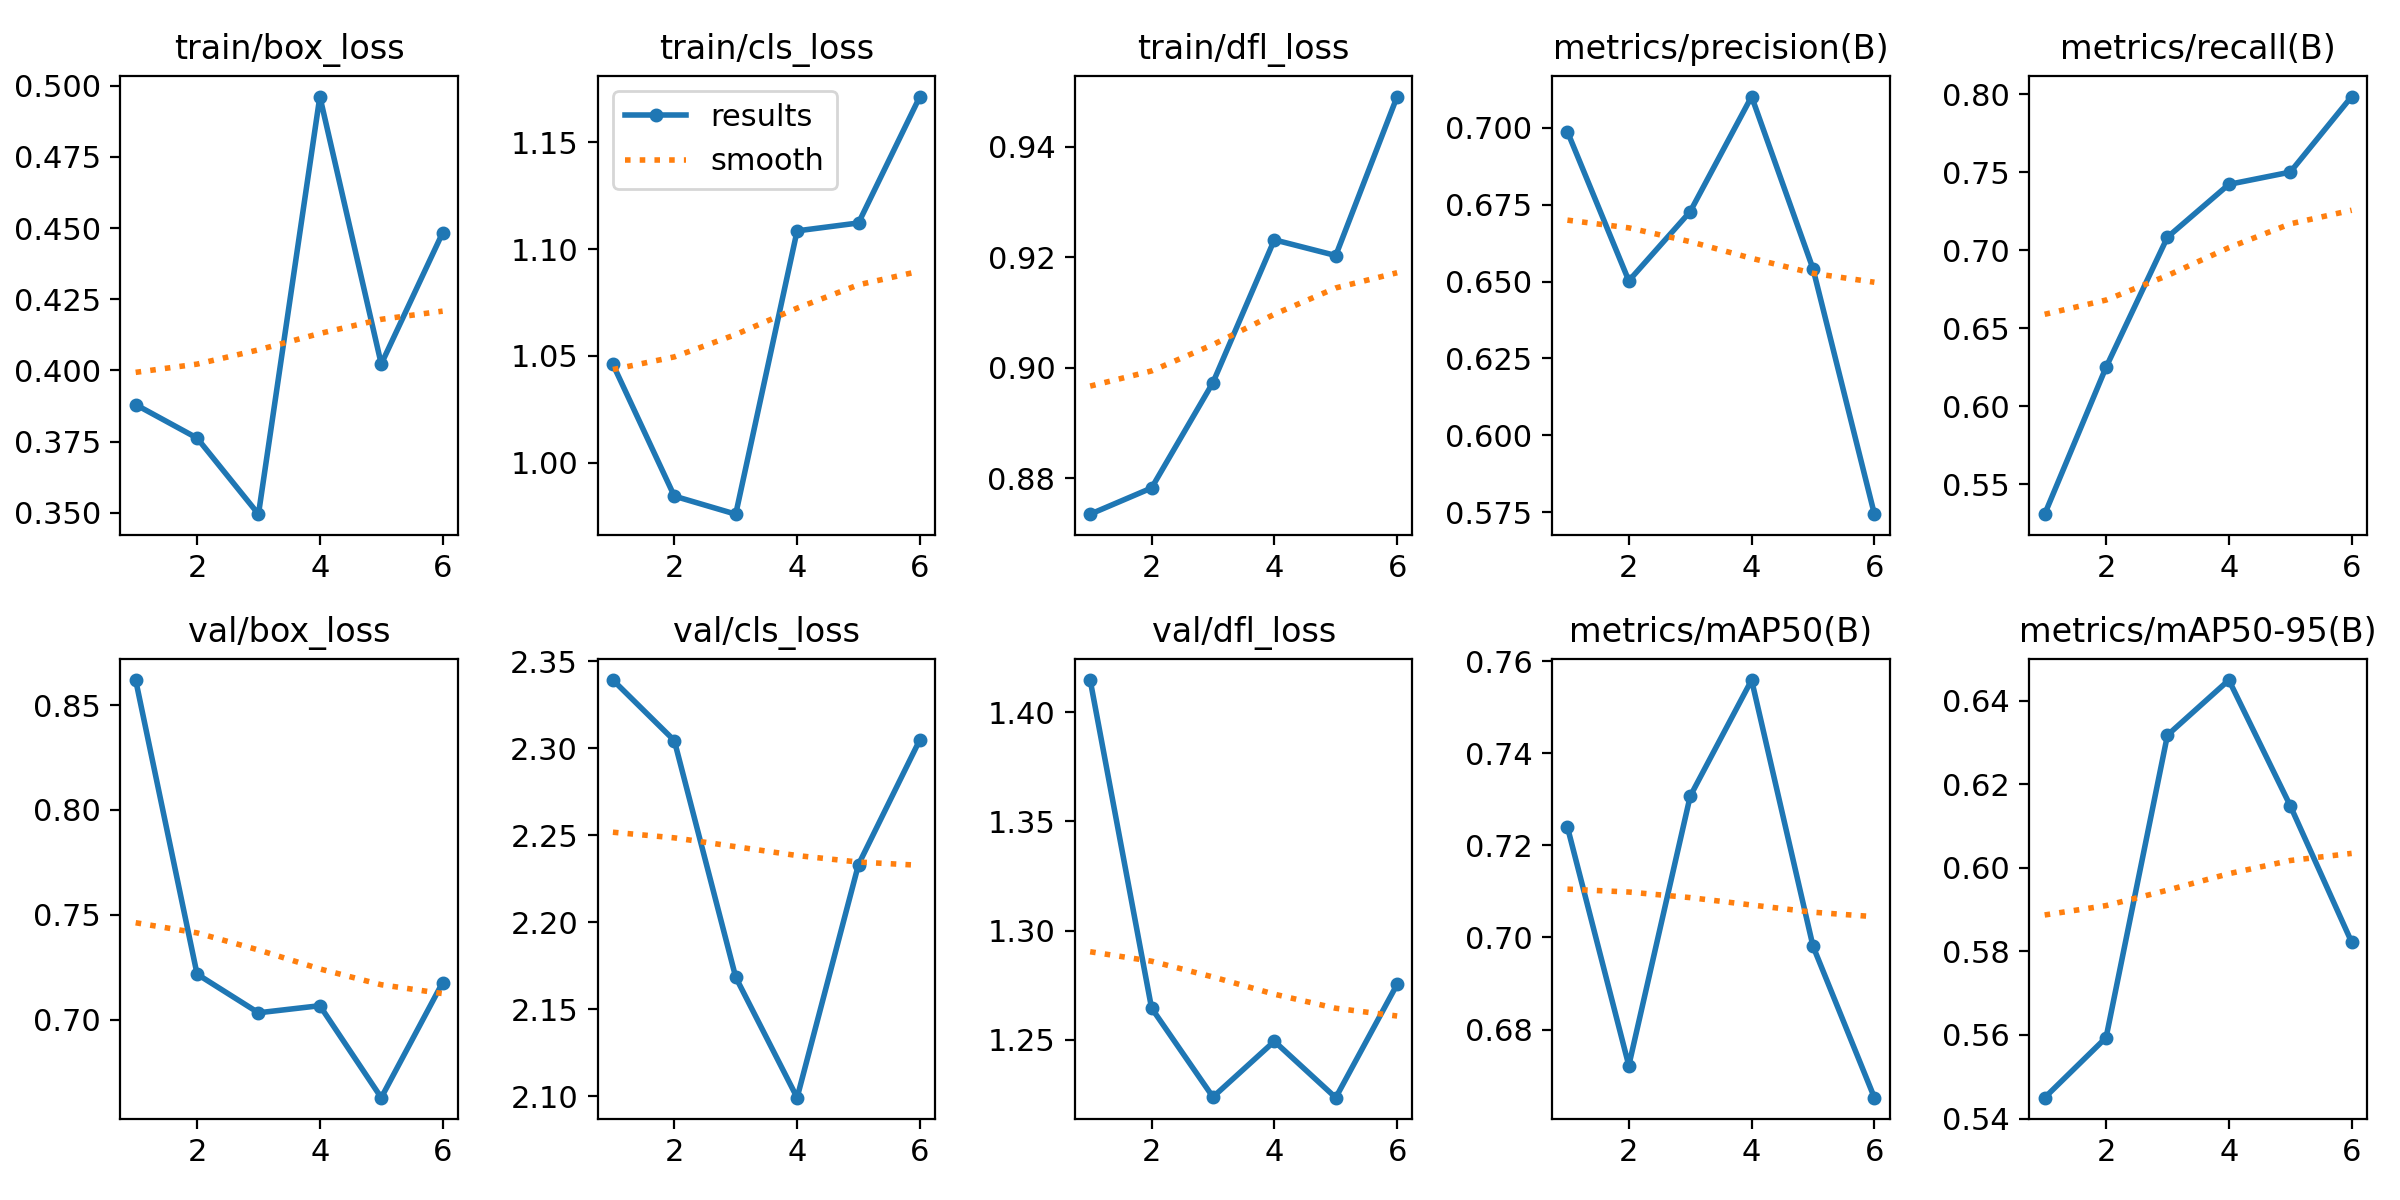 train/box_loss
0.500
0.475
0.450
0.425
0.400
0.375
0.350
2 4 6
train/cls_loss
results
smooth
1.15
1.10
1.05
1.00
2 4 6
train/dfl_loss
0.94
0.92
0.90
0.88
2 4 6
metrics/precision(B)
0.700
0.675
0.650
0.625
0.600
0.575
2 4 6
metrics/recall(B)
0.80
0.75
0.70
0.65
0.60
0.55
2 4 6
val/box_loss
0.85
0.80
0.75
0.70
2 4 6
val/cls_loss
2.35
2.30
2.25
2.20
2.15
2.10
2 4 6
val/dfl_loss
1.40
1.35
1.30
1.25
2 4 6
metrics/mAP50(B)
0.76
0.74
0.72
0.70
0.68
2 4 6
metrics/mAP50-95(B)
0.64
0.62
0.60
0.58
0.56
0.54
2 4 6